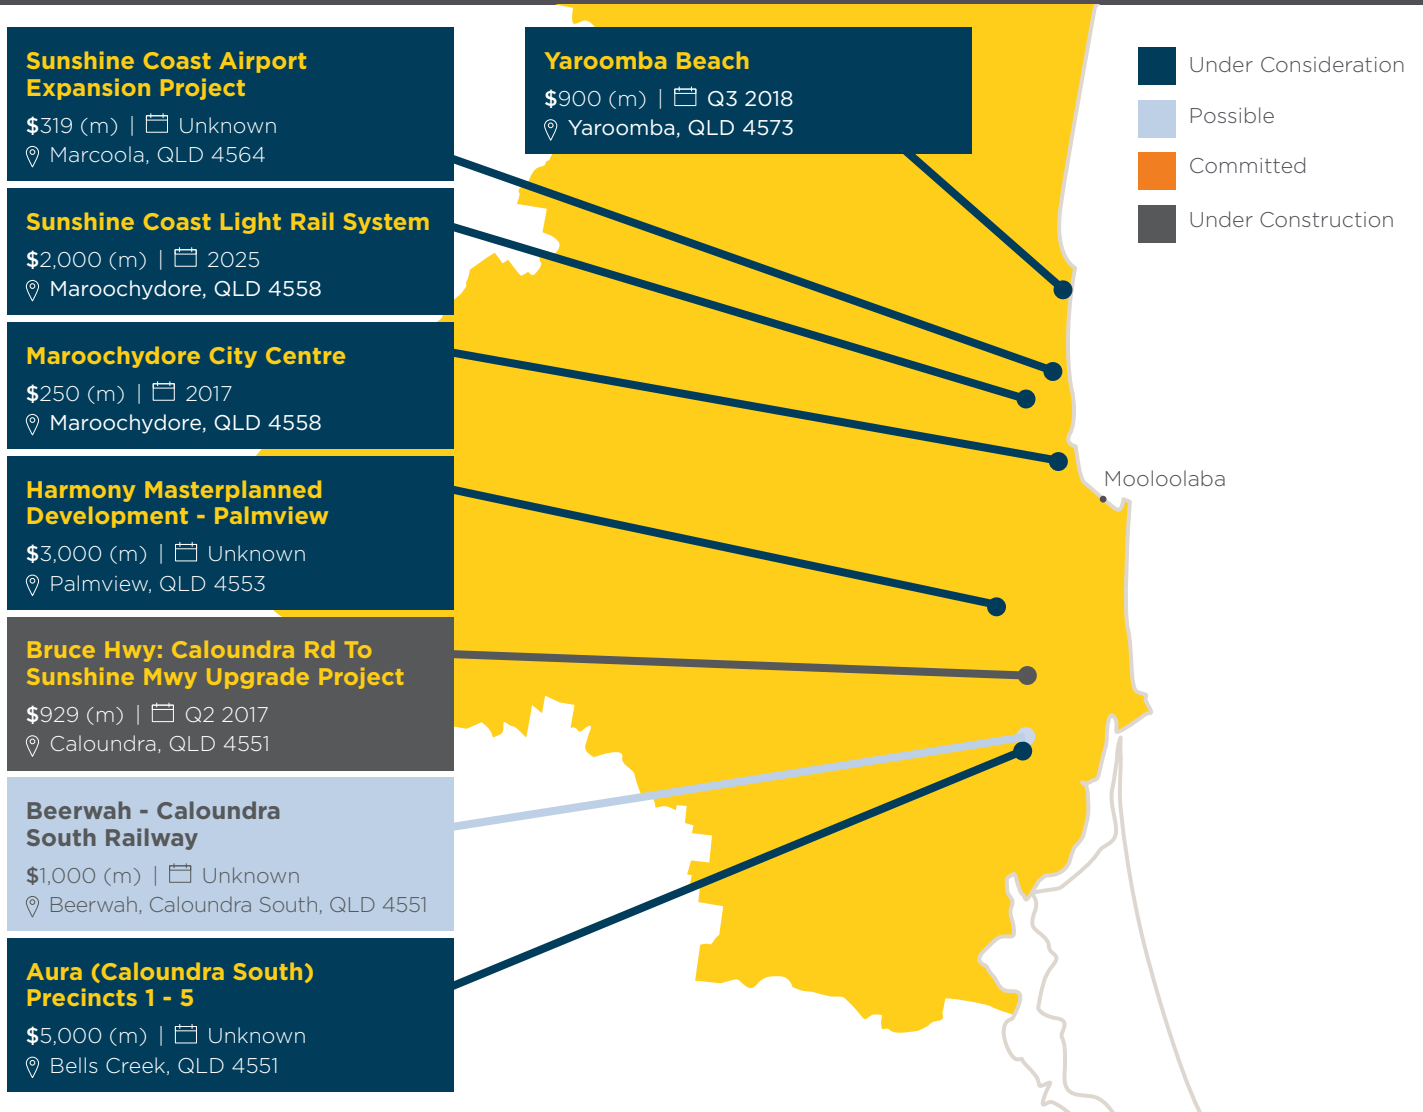 Sunshine Coast Airport
Expansion Project
$319 (m) | Unknown
Marcoola, QLD 4564
Sunshine Coast Light Rail System
$2,000 (m) | 2025
Maroochydore, QLD 4558
Maroochydore City Centre
$250 (m) | 2017
Maroochydore, QLD 4558
Harmony Masterplanned
Development - Palmview
$3,000 (m) | Unknown
Palmview, QLD 4553
Bruce Hwy: Caloundra Rd To
Sunshine Mwy Upgrade Project
$929 (m) | Q2 2017
Caloundra, QLD 4551
Beerwah - Caloundra
South Railway
$1,000 (m) | Unknown
Beerwah, Caloundra South, QLD 4551
Aura (Caloundra South)
Precincts 1 - 5
$5,000 (m) | Unknown
Bells Creek, QLD 4551
Yaroomba Beach
$900 (m) | Q3 2018
Yaroomba, QLD 4573
Under Consideration
Possible
Committed
Under Construction
Mooloolaba